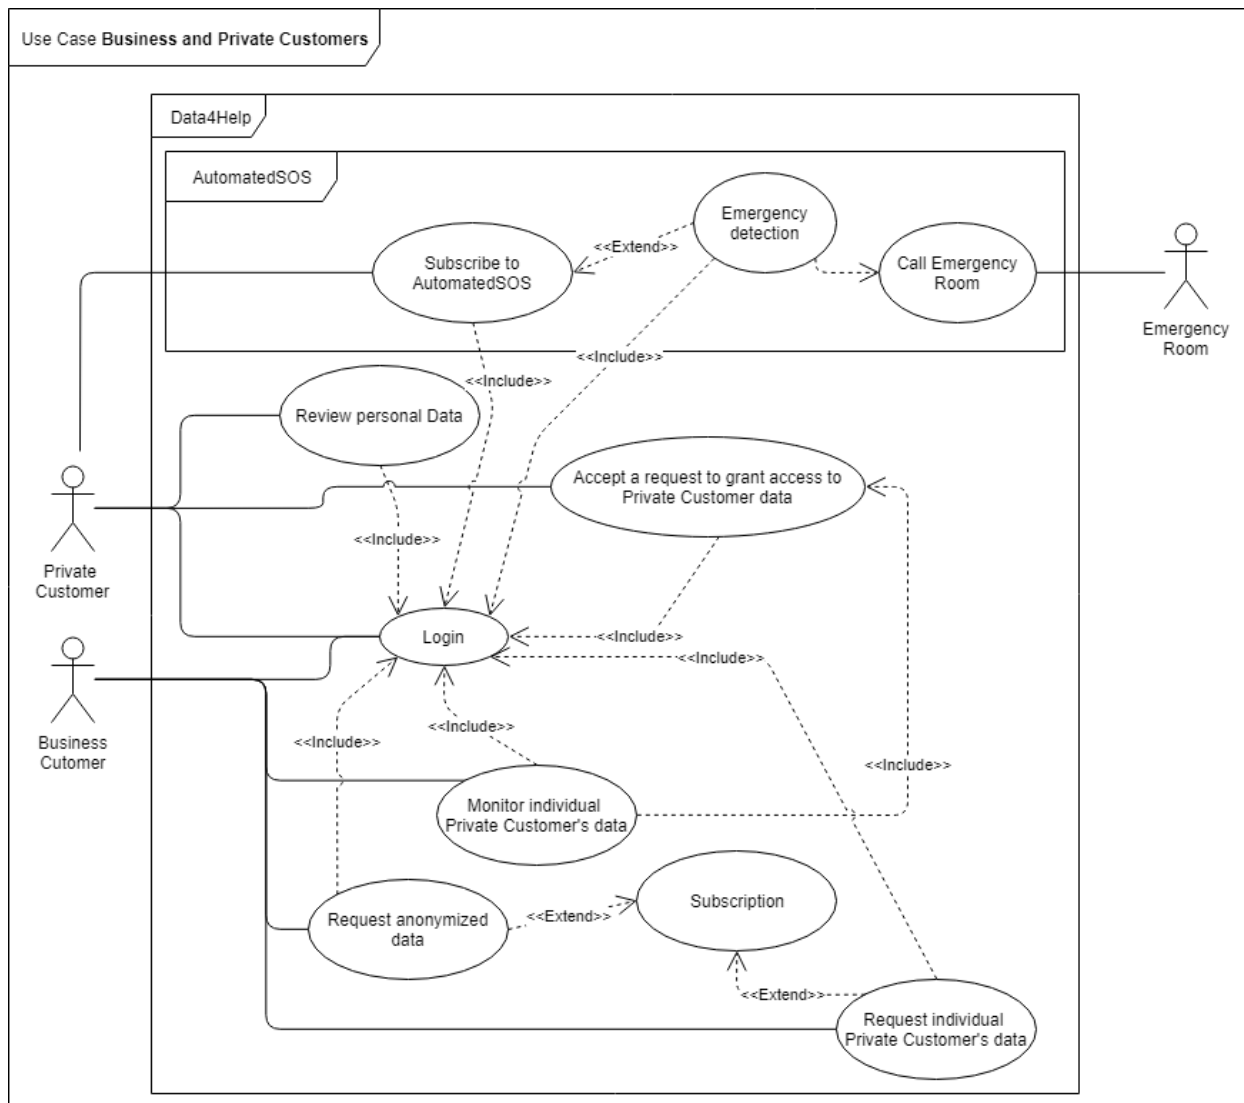 Use Case Business and Private Customers
Data4Help
AutomatedSOS
Emergency
detection
<<Extend>>
Subscribe to
AutomatedSOS
Call Emergency
Room
Emergency
Room
<<Include>>
<<Include>>
Review personal Data
Accept a request to grant access to
Private Customer data
<<Include>>
Private
Customer
Login
<<Include>>
<<Include>>
Business
Cutomer
<<Include>>
<<Include>>
<<Include>>
Monitor individual
Private Customer's data
Subscription
Request anonymized
data
<<Extend>>
<<Extend>>
Request individual
Private Customer's data